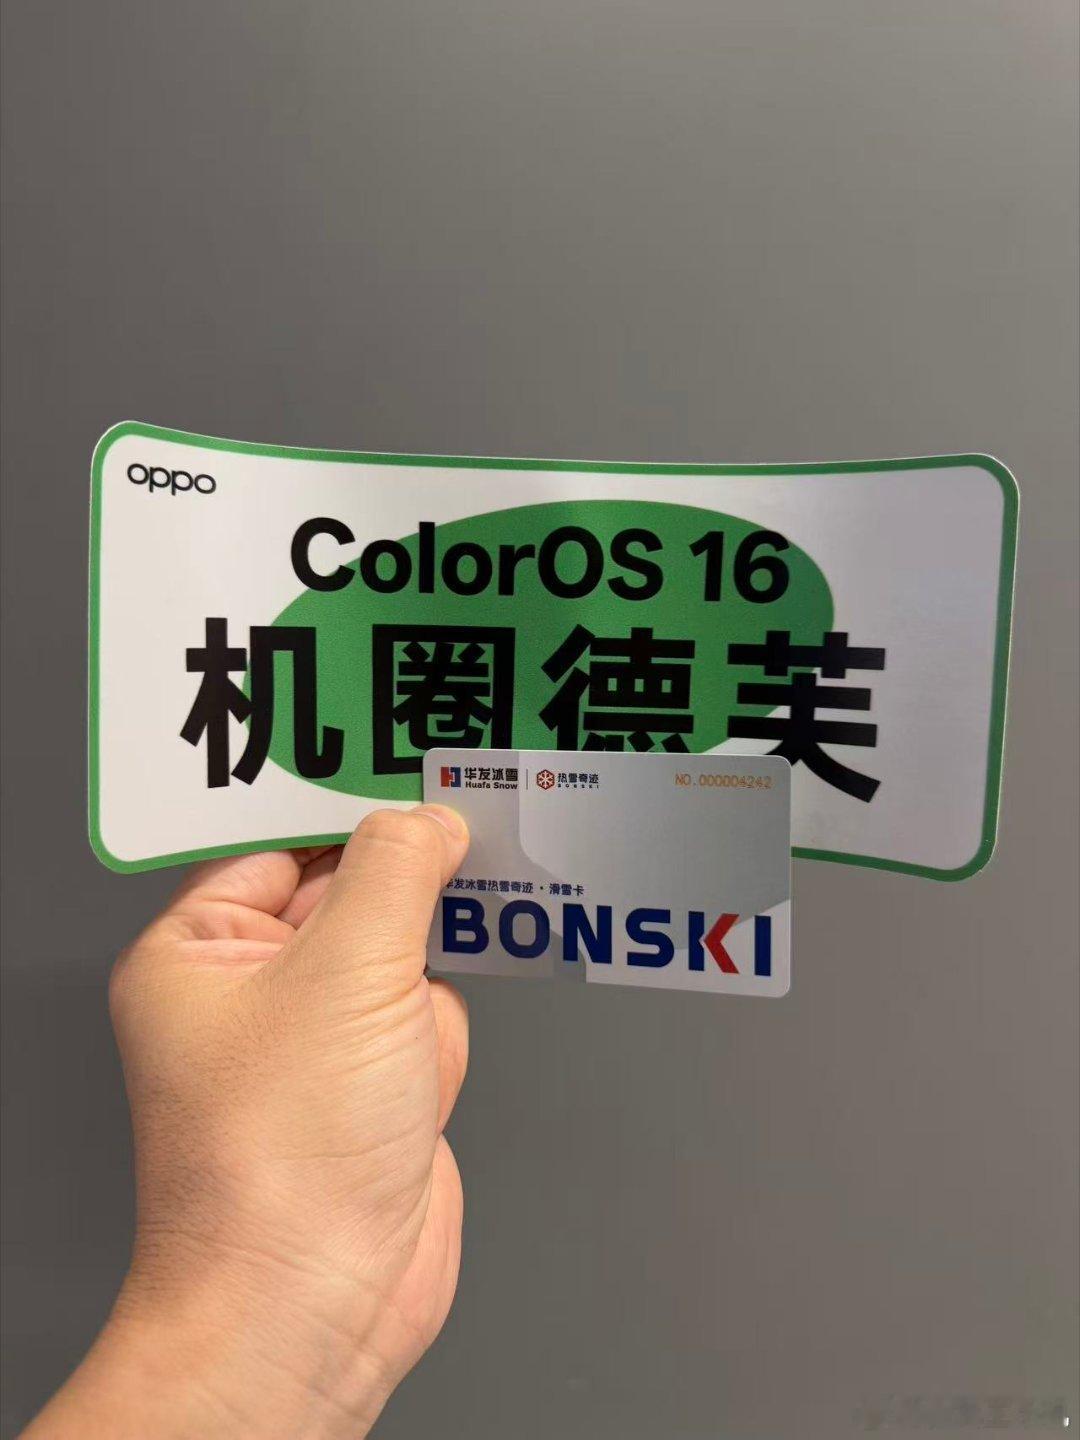 oppo
ColorOS 16
机圈德芙
华发冰雪
Huafa Snow
热雪奇迹
BONSKI
NO.000004242
华发冰雪热雪奇迹·滑雪卡
BONSKI